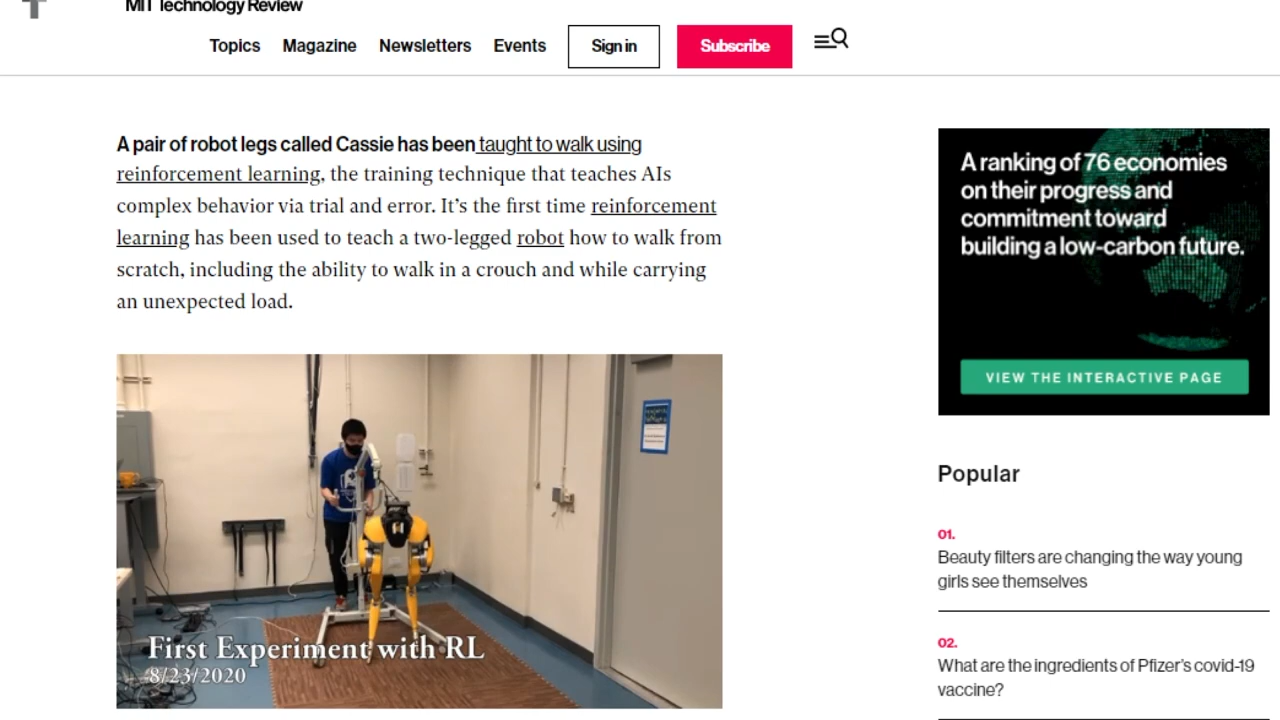 MIT Technology Review
Topics Magazine Newsletters Events Sign in Subscribe
A pair of robot legs called Cassie has been taught to walk using
reinforcement learning, the training technique that teaches AIs
complex behavior via trial and error. It’s the first time reinforcement
learning has been used to teach a two-legged robot how to walk from
scratch, including the ability to walk in a crouch and while carrying
an unexpected load.
First Experiment with RL
8/23/2020
A ranking of 76 economies
on their progress and
commitment toward
building a low-carbon future.
VIEW THE INTERACTIVE PAGE
Popular
01.
Beauty filters are changing the way young
girls see themselves
02.
What are the ingredients of Pfizer’s covid-19
vaccine?